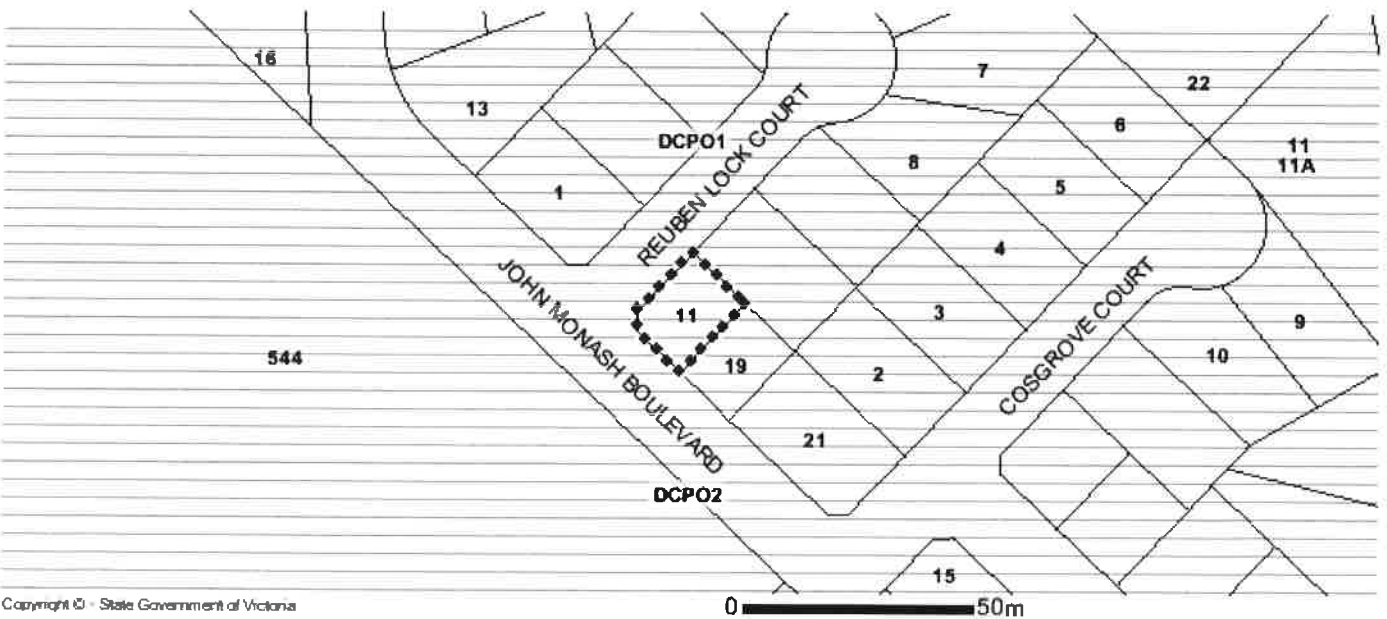 16
7
22
13
6
DCPO1
REUBEN LOCK COURT
11
11A
8
1
5
4
JOHN MONASH BOULEVARD
11
3
COSGROVE COURT
9
544
19
2
10
21
DCPO2
15
Copyright © - State Government of Victoria
0 50m